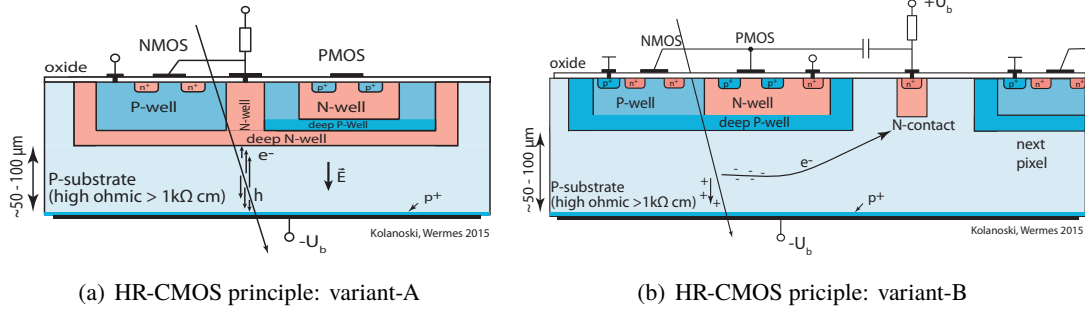 NMOS
PMOS
oxide
n+
n+
p+
p+
P-well
N-well
N-well
deep P-Well
deep N-well
e-
E
~50 - 100 μm
P-substrate
(high ohmic > 1kΩ cm)
h
p+
-Ub
Kolanoski, Wermes 2015
(a) HR-CMOS principle: variant-A
+Ub
NMOS
PMOS
oxide
p+
n+
n+
p+
p+
n+
n+
p+
n+
P-well
N-well
deep P-well
N-contact
next
pixel
e-
~50 - 100 μm
P-substrate
(high ohmic >1kΩ cm)
- - - - -
+
+ +
p+
-Ub
Kolanoski, Wermes 2015
(b) HR-CMOS priciple: variant-B